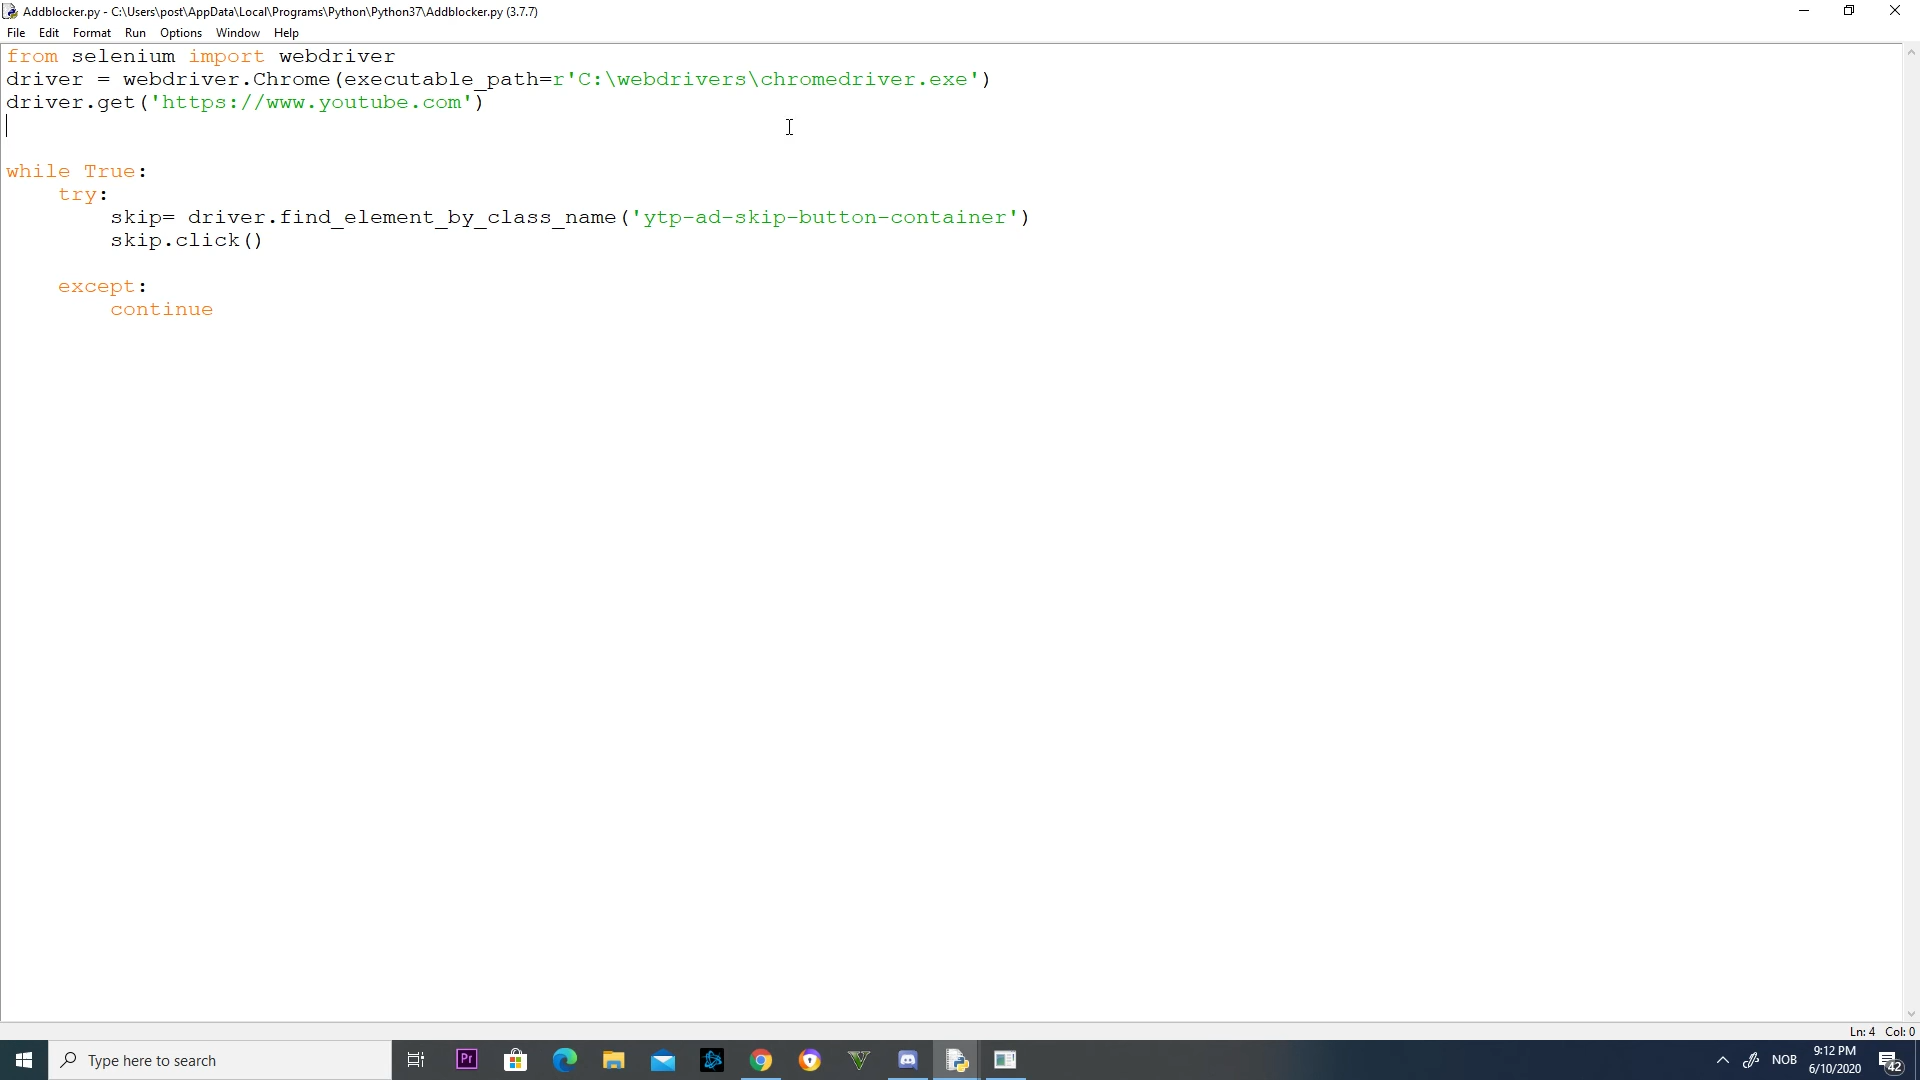 Addblocker.py - C:\Users\post\AppData\Local\Programs\Python\Python37\Addblocker.py (3.7.7)
File Edit Format Run Options Window Help
from selenium import webdriver
driver = webdriver.Chrome(executable_path=r'C:\webdrivers\chromedriver.exe')
driver.get('https://www.youtube.com')
while True:
    try:
        skip= driver.find_element_by_class_name('ytp-ad-skip-button-container')
        skip.click()
    except:
        continue
Ln: 4 Col: 0
Type here to search
Pr
NOB
9:12 PM
6/10/2020
42